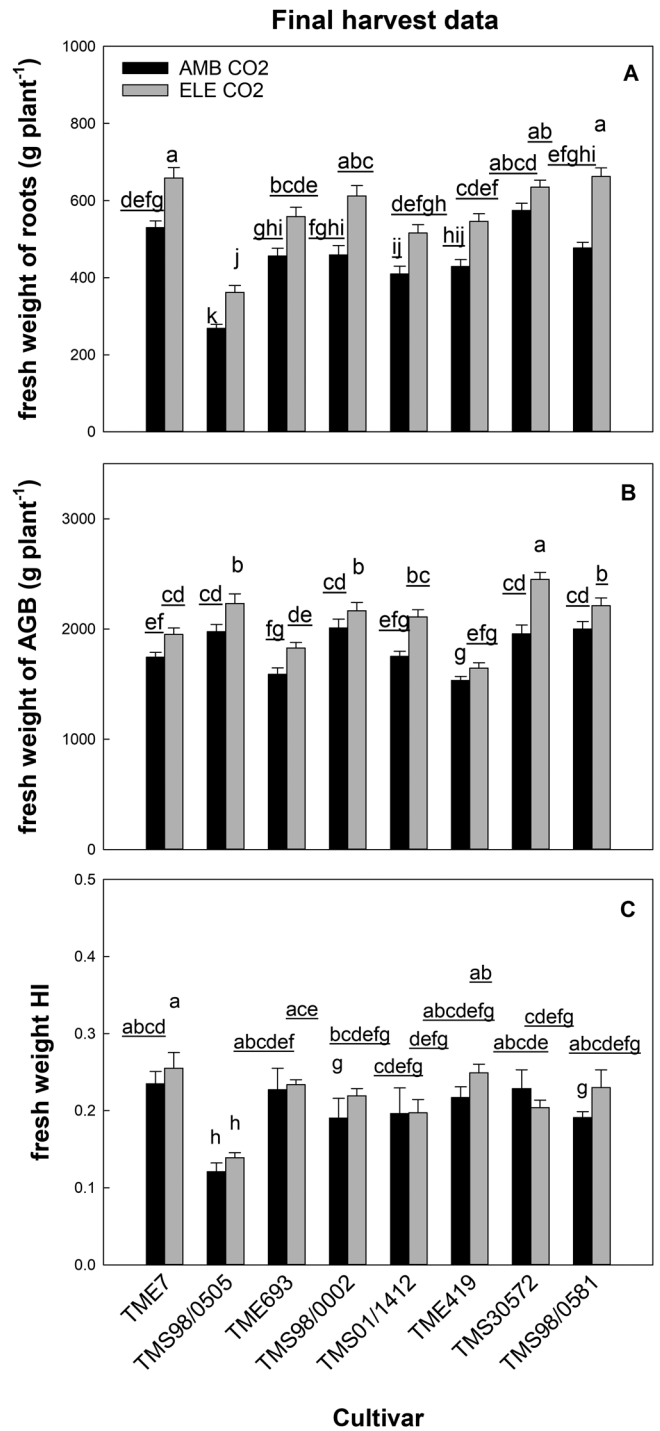 Final harvest data
fresh weight of roots (g plant⁻¹)
1000
800
600
400
200
0
AMB CO2
ELE CO2
A
defg
a
k
j
ghi
bcde
fghi
abc
ij
defgh
hij
cdef
abcd
ab
efghi
a
fresh weight of AGB (g plant⁻¹)
3000
2000
1000
0
B
ef
cd
cd
b
fg
de
cd
b
efg
bc
g
efg
cd
a
cd
b
fresh weight HI
0.5
0.4
0.3
0.2
0.1
0.0
C
abcd
a
h
h
abcdef
ace
g
bcdefg
cdefg
defg
abcdefg
ab
abcde
cdefg
g
abcdefg
TME7
TMS98/0505
TME693
TMS98/0002
TMS01/1412
TME419
TMS30572
TMS98/0581
Cultivar